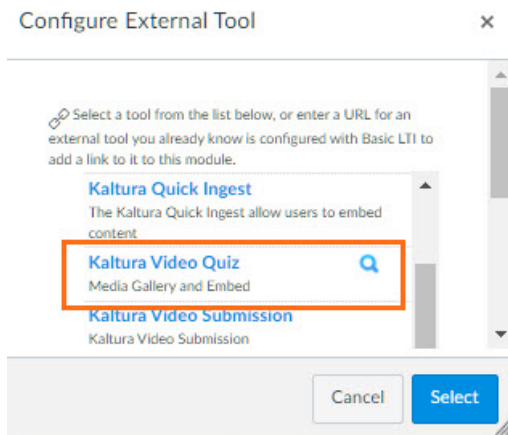 Configure External Tool ×
Select a tool from the list below, or enter a URL for an
external tool you already know is configured with Basic LTI to
add a link to it to this module.
Kaltura Quick Ingest
The Kaltura Quick Ingest allow users to embed
content
Kaltura Video Quiz
Media Gallery and Embed
Kaltura Video Submission
Kaltura Video Submission
Cancel Select